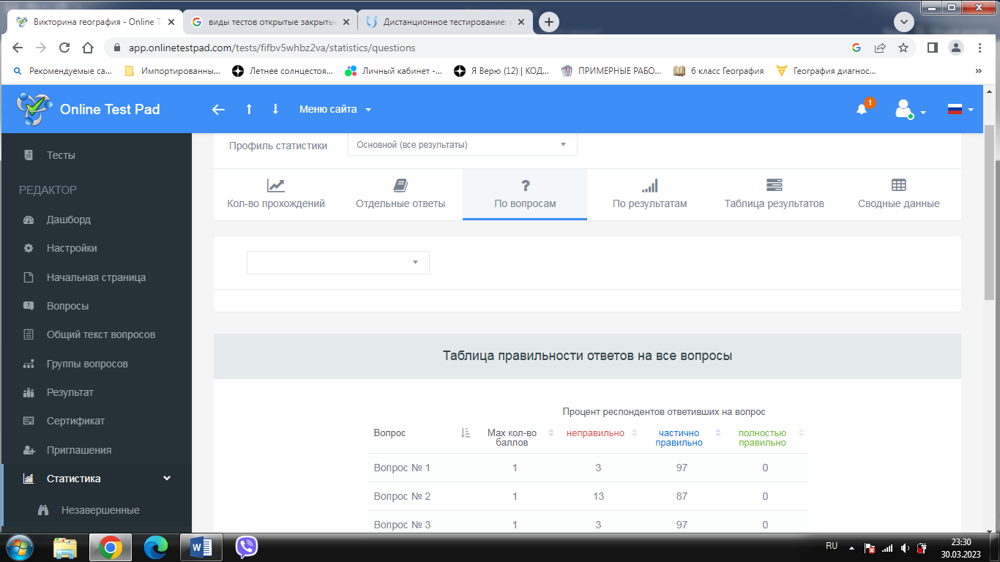 Викторина география - Online Te
виды тестов открытые закрытые
Дистанционное тестирование:
app.onlinetestpad.com/tests/fifbv5whbz2va/statistics/questions
Рекомендуемые са...
Импортированны...
Летнее солнцестоя...
Личный кабинет -...
Я Верю (12) | КОД...
ПРИМЕРНЫЕ РАБО...
6 класс География
География диагнос...
»
Online Test Pad
Меню сайта
1
Тесты
РЕДАКТОР
Дашборд
Настройки
Начальная страница
Вопросы
Общий текст вопросов
Группы вопросов
Результат
Сертификат
Приглашения
Статистика
Незавершенные
Профиль статистики
Основной (все результаты)
Кол-во прохождений
Отдельные ответы
По вопросам
По результатам
Таблица результатов
Сводные данные
Таблица правильности ответов на все вопросы
Процент респондентов ответивших на вопрос
Вопрос
Мах кол-во
баллов
неправильно
частично
правильно
полностью
правильно
Вопрос № 1 1 3 97 0
Вопрос № 2 1 13 87 0
Вопрос № 3 1 3 97 0
RU
23:30
30.03.2023